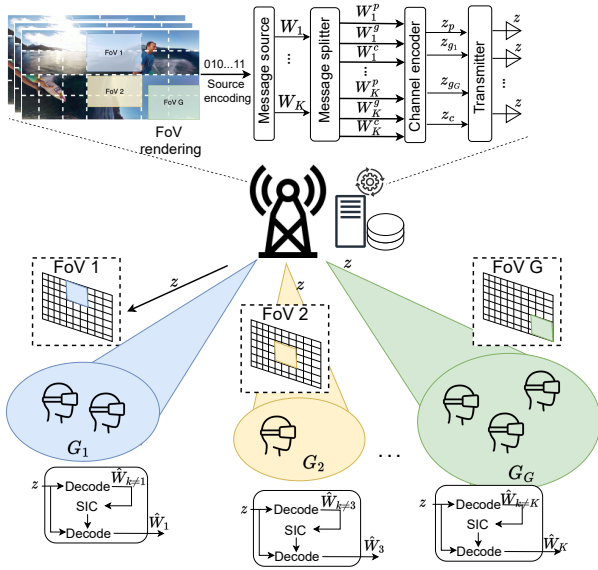 FoV 1
FoV 2
FoV G
FoV
rendering
010...11
Source
encoding
Message source
W_1
...
W_K
Message splitter
W_1^p
W_1^g
W_1^c
...
W_K^p
W_K^g
W_K^c
Channel encoder
z_p
z_{g_1}
z_{g_G}
z_c
Transmitter
z
z
⋮
z
FoV 1
z
z
z
FoV 2
FoV G
G_1
G_2
...
G_G
z
Decode
Ŵ_{k≠1}
SIC
Decode
Ŵ_1
z
Decode
Ŵ_{k≠3}
SIC
Decode
Ŵ_3
z
Decode
Ŵ_{k≠K}
SIC
Decode
Ŵ_K